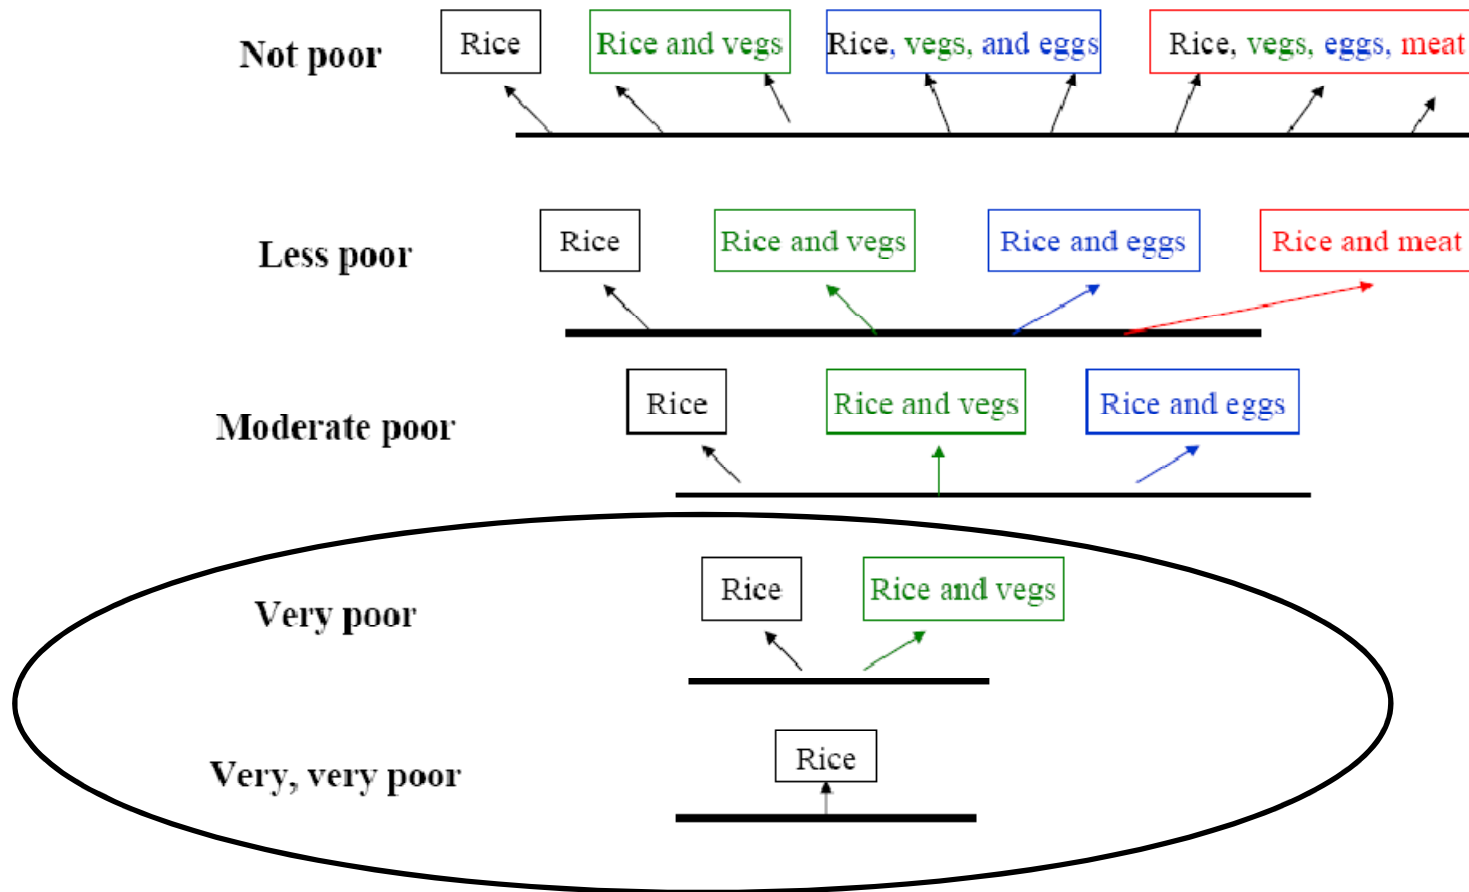 Not poor Rice Rice and vegs Rice, vegs, and eggs Rice, vegs, eggs, meat
Less poor Rice Rice and vegs Rice and eggs Rice and meat
Moderate poor Rice Rice and vegs Rice and eggs
Very poor Rice Rice and vegs
Very, very poor Rice